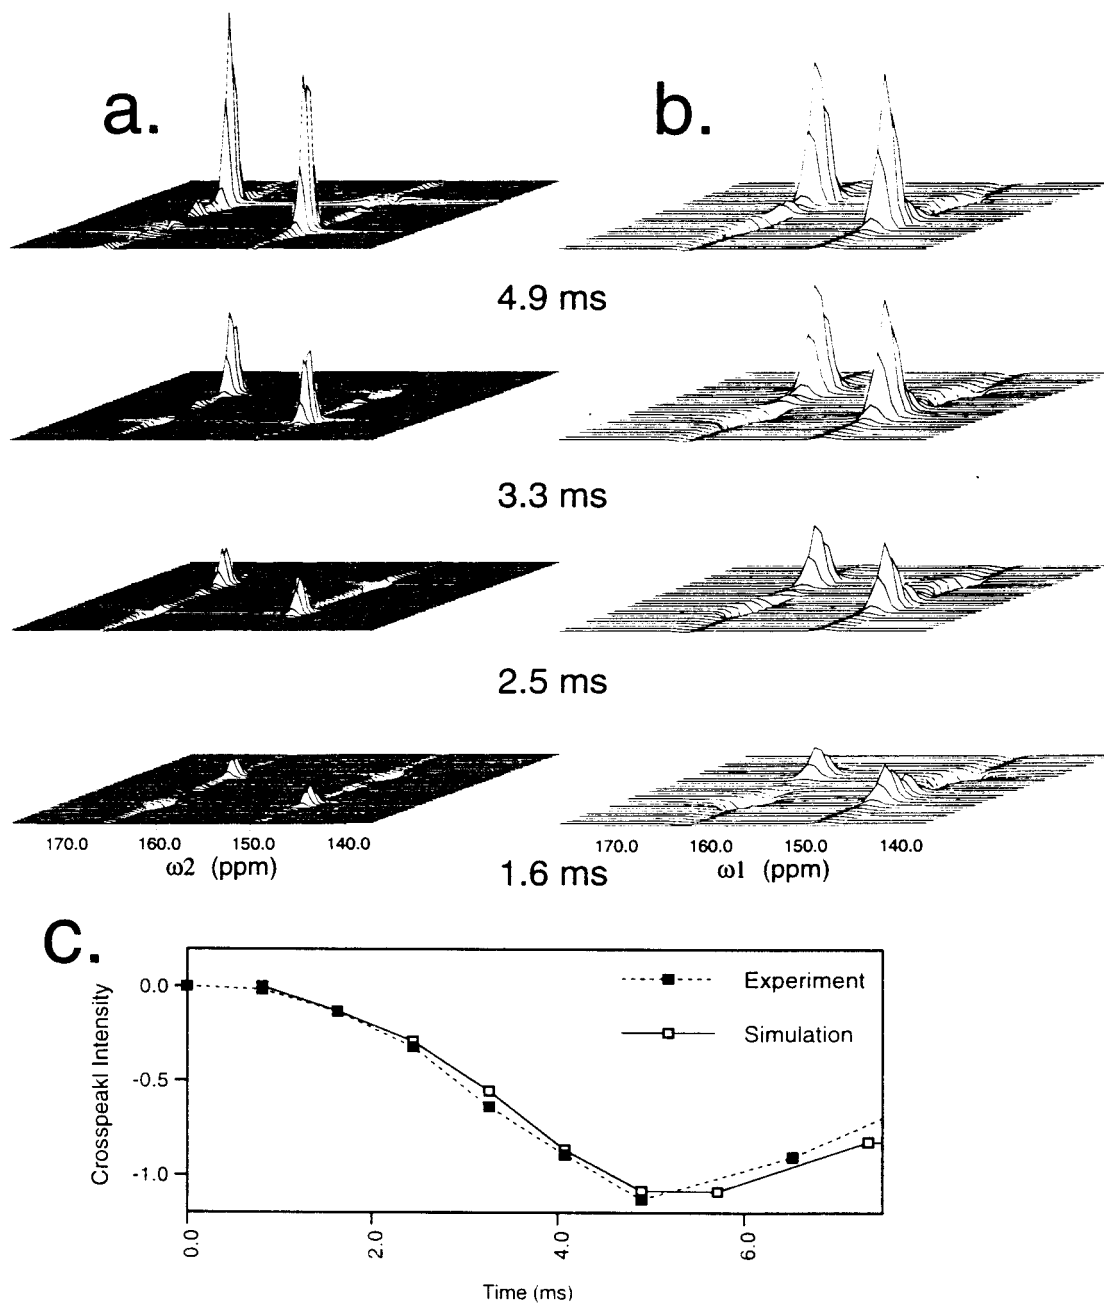 a.
b.
4.9 ms
3.3 ms
2.5 ms
170.0 160.0 150.0 140.0
ω2 (ppm)
170.0 160.0 150.0 140.0
ω1 (ppm)
1.6 ms
c.
Crosspeakl Intensity
0.0
-0.5
-1.0
Experiment
Simulation
0.0 2.0 4.0 6.0
Time (ms)